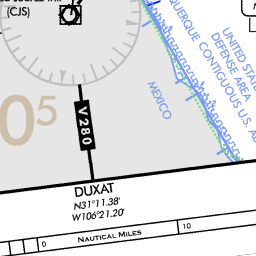 (CJS)
05
V 280
MEXICO
UNITED STATES
DEFENSE AREA
CONTIGUOUS U.S.
DUXAT
N31°11.38'
W106°21.20'
NAUTICAL MILES
0
10